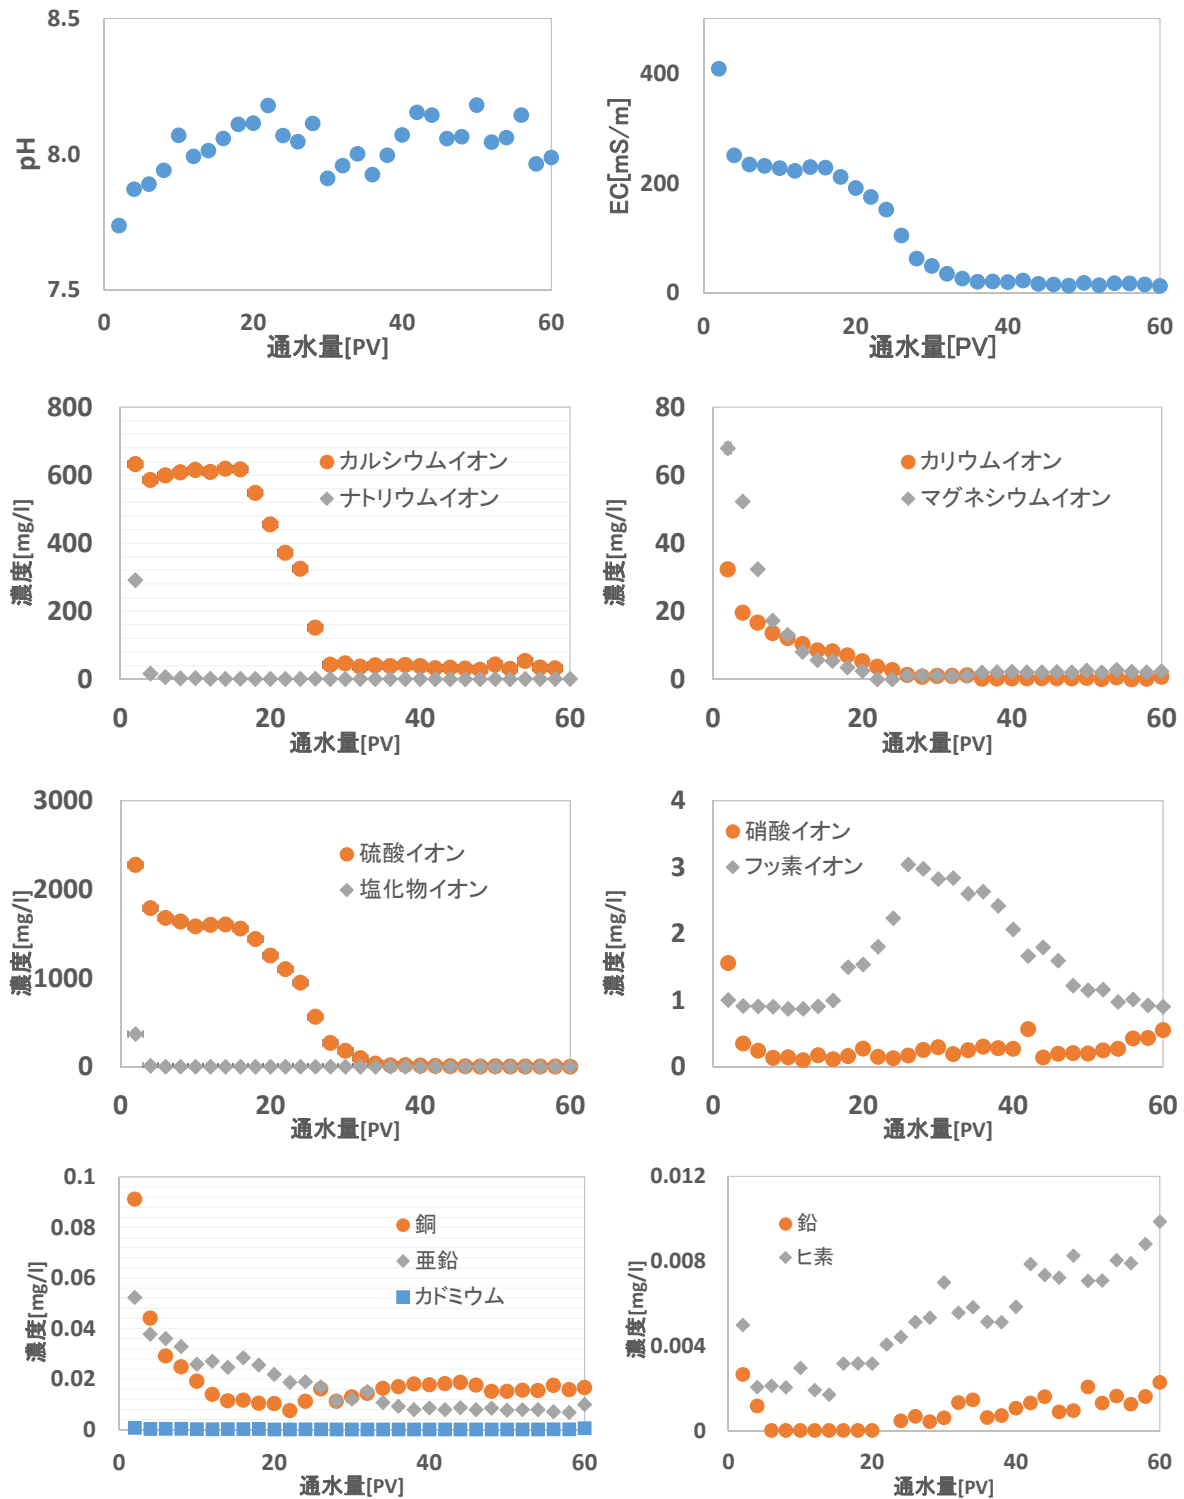 8.5
8.0
7.5
pH
0
20
40
60
通水量[PV]
400
200
0
EC[mS/m]
0
20
40
60
通水量[PV]
800
600
400
200
0
濃度[mg/l]
カルシウムイオン
ナトリウムイオン
0
20
40
60
通水量[PV]
80
60
40
20
0
濃度[mg/l]
カリウムイオン
マグネシウムイオン
0
20
40
60
通水量[PV]
3000
2000
1000
0
濃度[mg/l]
硫酸イオン
塩化物イオン
0
20
40
60
通水量[PV]
4
3
2
1
0
濃度[mg/l]
硝酸イオン
フッ素イオン
0
20
40
60
通水量[PV]
0.1
0.08
0.06
0.04
0.02
0
濃度[mg/l]
銅
亜鉛
カドミウム
0
20
40
60
通水量[PV]
0.012
0.008
0.004
0
濃度[mg/l]
鉛
ヒ素
0
20
40
60
通水量[PV]